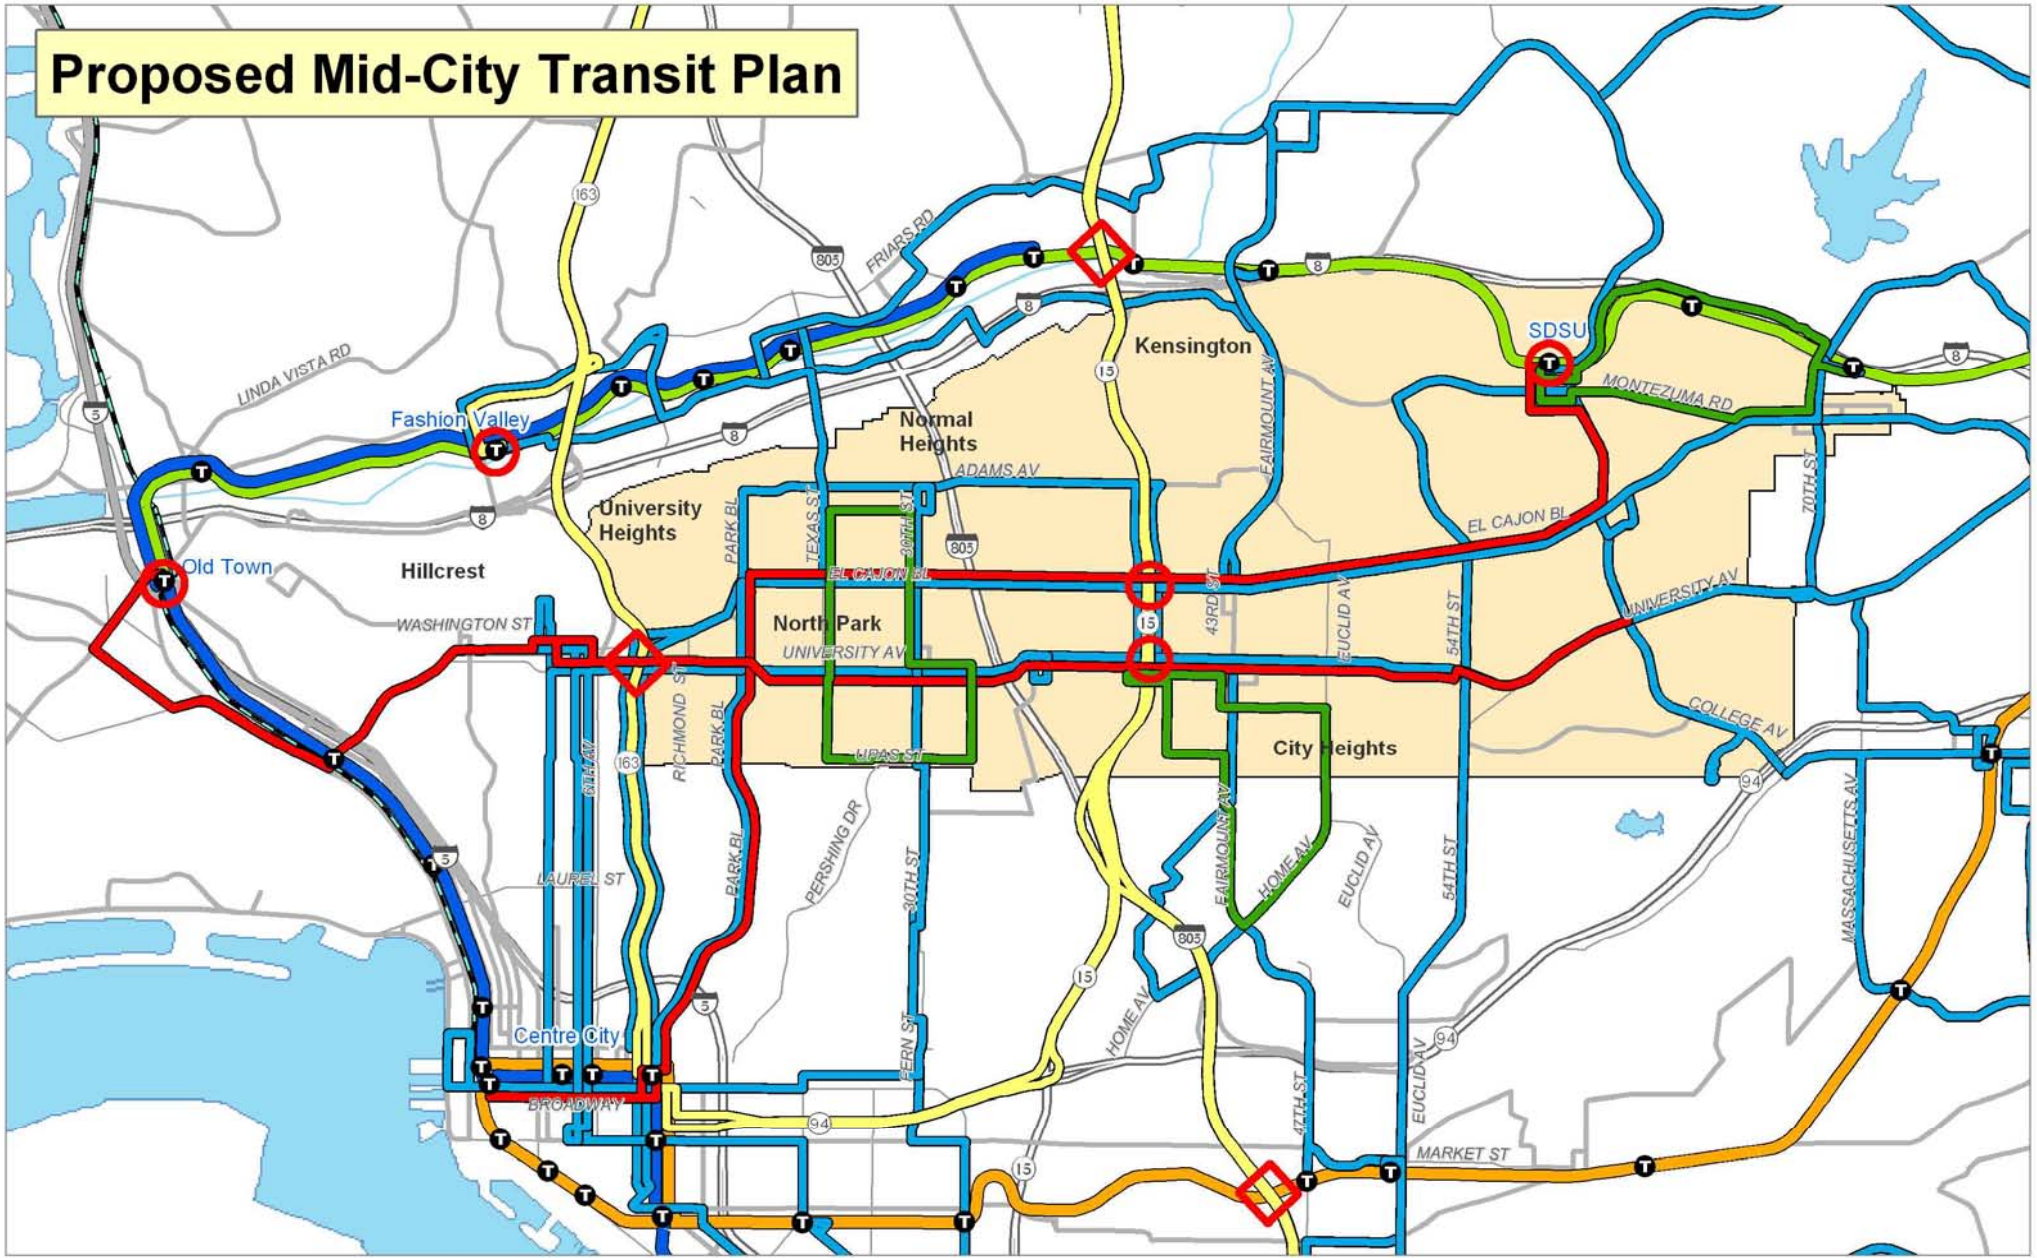 Proposed Mid-City Transit Plan
163
805
FRIARS RD
8
8
Kensington
SDSU
8
LINDA VISTA RD
15
FAIRMOUNT AV
MONTEZUMA RD
5
Fashion Valley
Normal
Heights
8
ADAMS AV
70TH ST
University
Heights
PARK BL
TEXAS ST
30TH ST
8
EL CAJON BL
805
Old Town
Hillcrest
EL CAJON BL
43RD ST
EUCLID AV
54TH ST
UNIVERSITY AV
WASHINGTON ST
North Park
15
UNIVERSITY AV
RICHMOND ST
PARK BL
COLLEGE AV
6TH AV
163
UPAS ST
City Heights
94
T
PERSHING DR
FAIRMOUNT AV
MASSACHUSETTS AV
5
LAUREL ST
PARK BL
30TH ST
HOME AV
EUCLID AV
54TH ST
805
15
5
HOME AV
94
Centre City
FERN ST
EUCLID AV
47TH ST
BROADWAY
94
MARKET ST
15